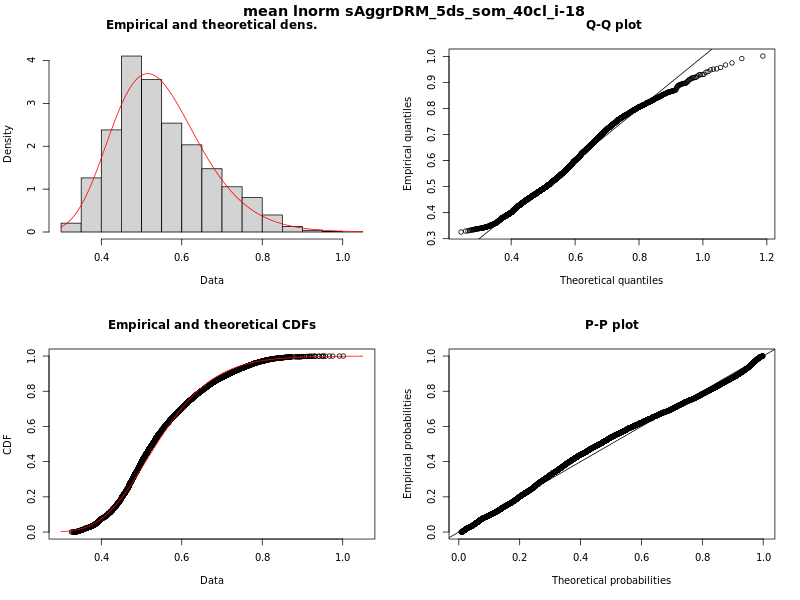 mean lnorm sAggrDRM_5ds_som_40cl_i-18
Empirical and theoretical dens.
Density
0 1 2 3 4
0.4 0.6 0.8 1.0
Data
Q-Q plot
Empirical quantiles
0.3 0.4 0.5 0.6 0.7 0.8 0.9 1.0
0.4 0.6 0.8 1.0 1.2
Theoretical quantiles
Empirical and theoretical CDFs
CDF
0.0 0.2 0.4 0.6 0.8 1.0
0.4 0.6 0.8 1.0
Data
P-P plot
Empirical probabilities
0.0 0.2 0.4 0.6 0.8 1.0
0.0 0.2 0.4 0.6 0.8 1.0
Theoretical probabilities